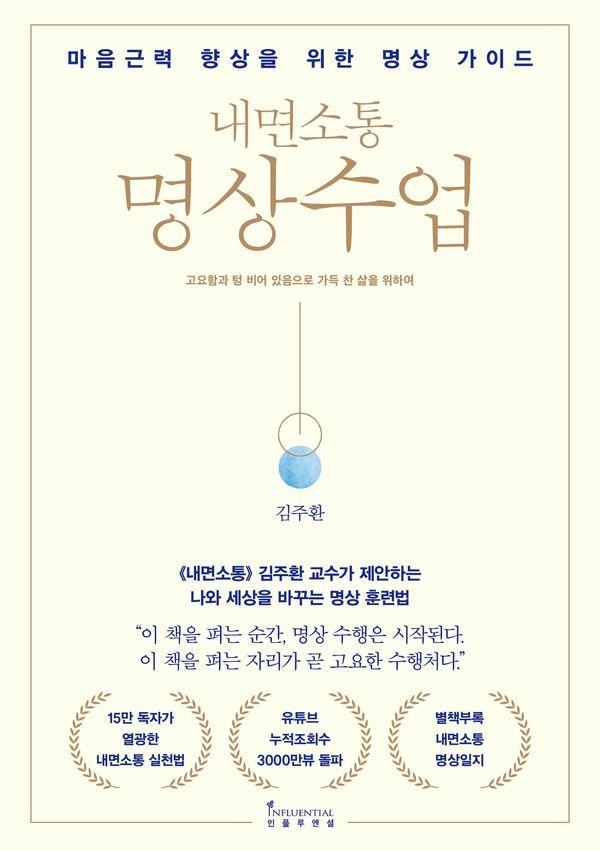 마음근력 향상을 위한 명상 가이드
내면소통
명상수업
고요함과 텅 비어 있음으로 가득 찬 삶을 위하여
김주환
《내면소통》 김주환 교수가 제안하는
나와 세상을 바꾸는 명상 훈련법
“이 책을 펴는 순간, 명상 수행은 시작된다.
이 책을 펴는 자리가 곧 고요한 수행처다.”
15만 독자가
열광한
내면소통 실천법
유튜브
누적조회수
3000만뷰 돌파
별책부록
내면소통
명상일지
INFLUENTIAL
인플루엔셜